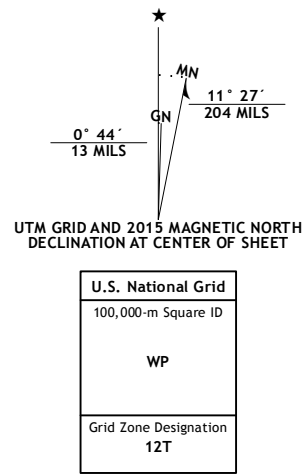 ★
MN
GN
11° 27´
204 MILS
0° 44´
13 MILS
UTM GRID AND 2015 MAGNETIC NORTH
DECLINATION AT CENTER OF SHEET
U.S. National Grid
100,000-m Square ID
WP
Grid Zone Designation
12T